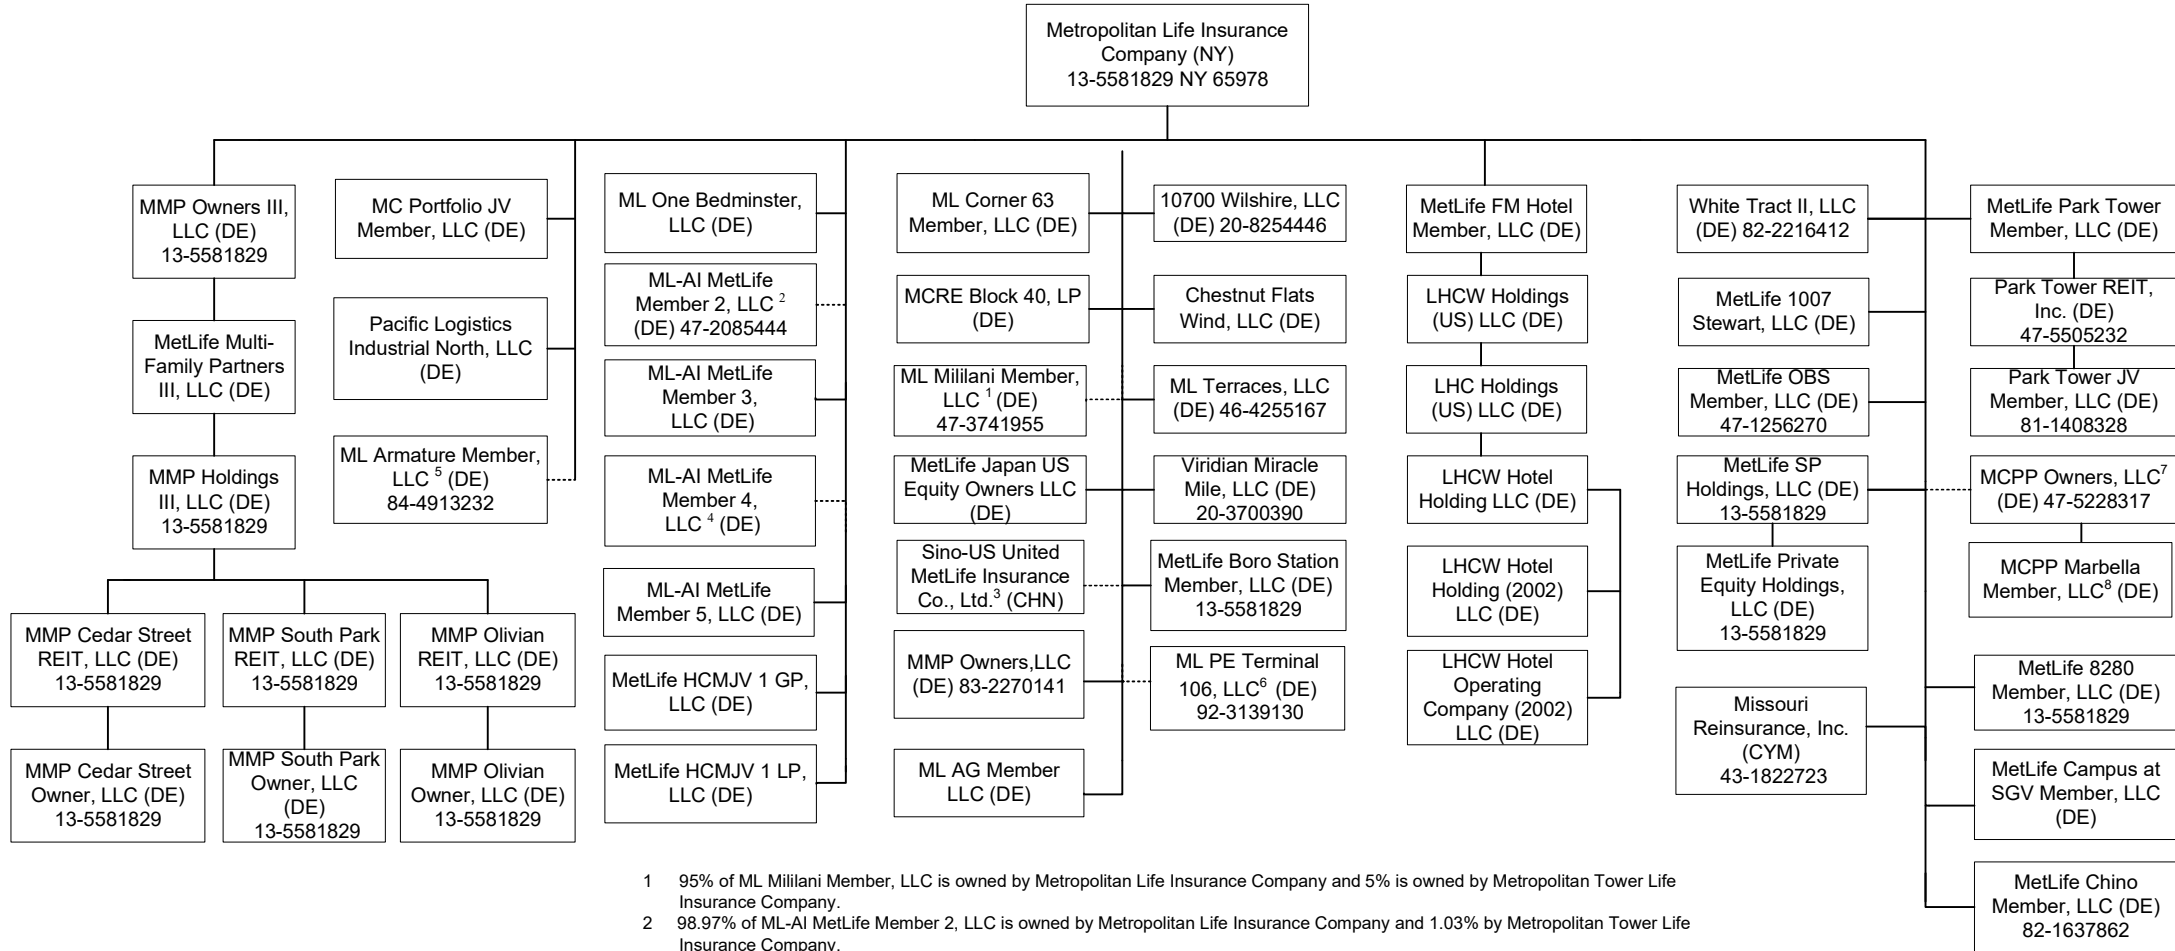 Metropolitan Life Insurance
Company (NY)
13-5581829 NY 65978
MMP Owners III,
LLC (DE)
13-5581829
MetLife Multi-
Family Partners
III, LLC (DE)
MMP Holdings
III, LLC (DE)
13-5581829
MMP Cedar Street
REIT, LLC (DE)
13-5581829
MMP South Park
REIT, LLC (DE)
13-5581829
MMP Olivian
REIT, LLC (DE)
13-5581829
MMP Cedar Street
Owner, LLC (DE)
13-5581829
MMP South Park
Owner, LLC
(DE)
13-5581829
MMP Olivian
Owner, LLC (DE)
13-5581829
MC Portfolio JV
Member, LLC (DE)
Pacific Logistics
Industrial North, LLC
(DE)
ML Armature Member,
LLC 5 (DE)
84-4913232
ML One Bedminster,
LLC (DE)
ML-AI MetLife
Member 2, LLC 2
(DE) 47-2085444
ML-AI MetLife
Member 3,
LLC (DE)
ML-AI MetLife
Member 4,
LLC 4 (DE)
ML-AI MetLife
Member 5, LLC (DE)
MetLife HCMJV 1 GP,
LLC (DE)
MetLife HCMJV 1 LP,
LLC (DE)
ML Corner 63
Member, LLC (DE)
MCRE Block 40, LP
(DE)
ML Mililani Member,
LLC 1 (DE)
47-3741955
MetLife Japan US
Equity Owners LLC
(DE)
Sino-US United
MetLife Insurance
Co., Ltd.3 (CHN)
MMP Owners,LLC
(DE) 83-2270141
ML AG Member
LLC (DE)
10700 Wilshire, LLC
(DE) 20-8254446
Chestnut Flats
Wind, LLC (DE)
ML Terraces, LLC
(DE) 46-4255167
Viridian Miracle
Mile, LLC (DE)
20-3700390
MetLife Boro Station
Member, LLC (DE)
13-5581829
ML PE Terminal
106, LLC6 (DE)
92-3139130
MetLife FM Hotel
Member, LLC (DE)
LHCW Holdings
(US) LLC (DE)
LHC Holdings
(US) LLC (DE)
LHCW Hotel
Holding LLC (DE)
LHCW Hotel
Holding (2002)
LLC (DE)
LHCW Hotel
Operating
Company (2002)
LLC (DE)
White Tract II, LLC
(DE) 82-2216412
MetLife 1007
Stewart, LLC (DE)
MetLife OBS
Member, LLC (DE)
47-1256270
MetLife SP
Holdings, LLC (DE)
13-5581829
MetLife Private
Equity Holdings,
LLC (DE)
13-5581829
Missouri
Reinsurance, Inc.
(CYM)
43-1822723
MetLife Park Tower
Member, LLC (DE)
Park Tower REIT,
Inc. (DE)
47-5505232
Park Tower JV
Member, LLC (DE)
81-1408328
MCPP Owners, LLC7
(DE) 47-5228317
MCPP Marbella
Member, LLC8 (DE)
MetLife 8280
Member, LLC (DE)
13-5581829
MetLife Campus at
SGV Member, LLC
(DE)
MetLife Chino
Member, LLC (DE)
82-1637862
1 95% of ML Mililani Member, LLC is owned by Metropolitan Life Insurance Company and 5% is owned by Metropolitan Tower Life
Insurance Company.
2 98.97% of ML-AI MetLife Member 2, LLC is owned by Metropolitan Life Insurance Company and 1.03% by Metropolitan Tower Life
Insurance Company.